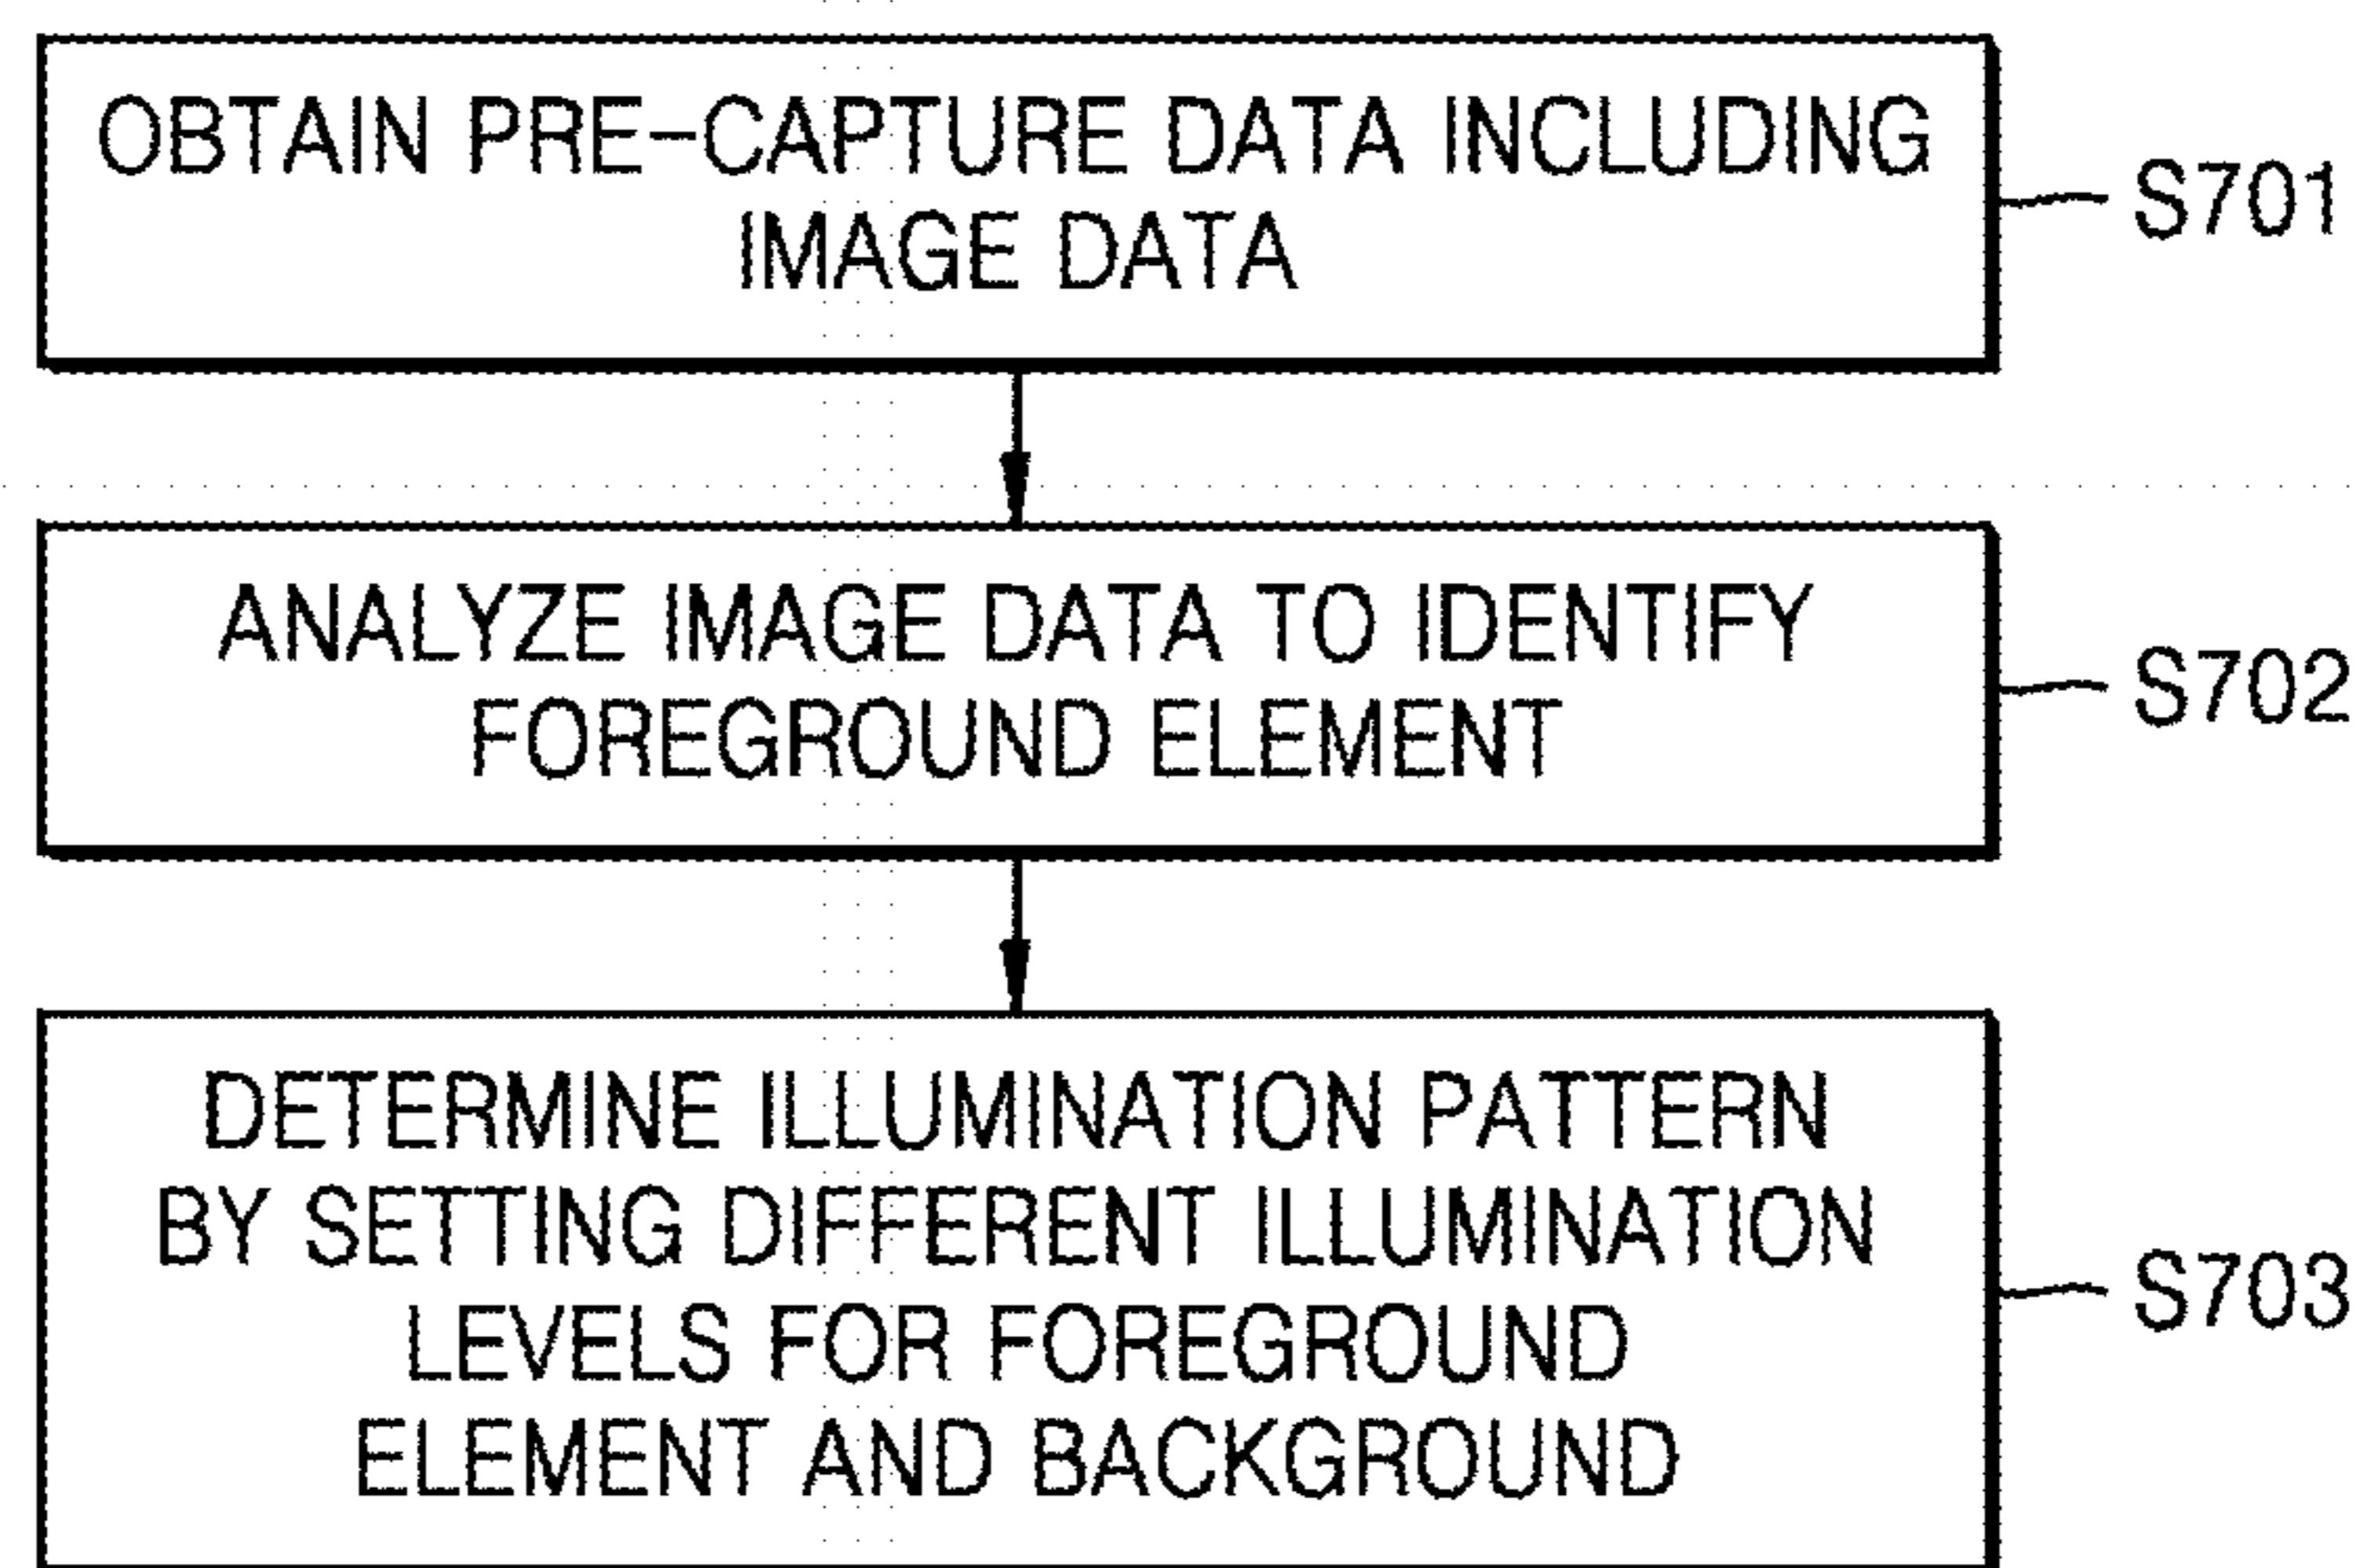 OBTAIN PRE-CAPTURE DATA INCLUDING
IMAGE DATA
S701
ANALYZE IMAGE DATA TO IDENTIFY
FOREGROUND ELEMENT
S702
DETERMINE ILLUMINATION PATTERN
BY SETTING DIFFERENT ILLUMINATION
LEVELS FOR FOREGROUND
ELEMENT AND BACKGROUND
S703